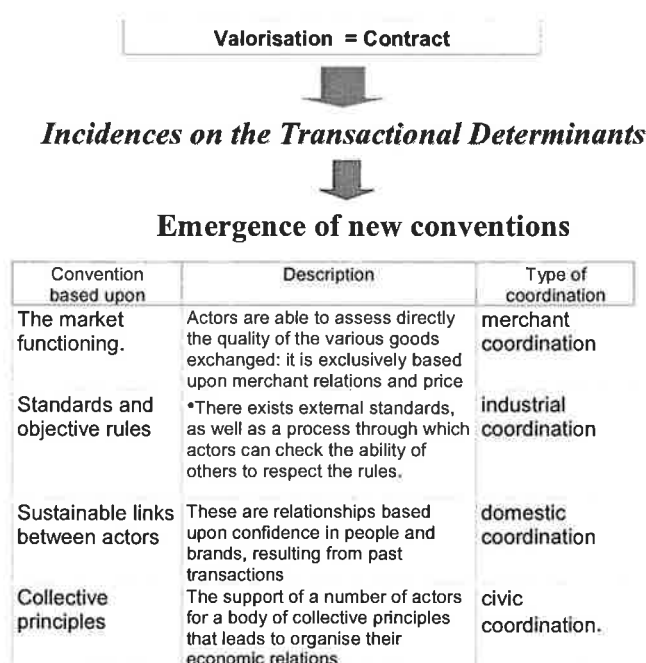 Valorisation = Contract
Incidences on the Transactional Determinants
Emergence of new conventions
Convention based upon
Description
Type of coordination
The market functioning.
Actors are able to assess directly
the quality of the various goods
exchanged: it is exclusively based
upon merchant relations and price
merchant coordination
Standards and objective rules
•There exists external standards,
as well as a process through which
actors can check the ability of
others to respect the rules.
industrial coordination
Sustainable links between actors
These are relationships based
upon confidence in people and
brands, resulting from past
transactions
domestic coordination
Collective principles
The support of a number of actors
for a body of collective principles
that leads to organise their
economic relations
civic coordination.